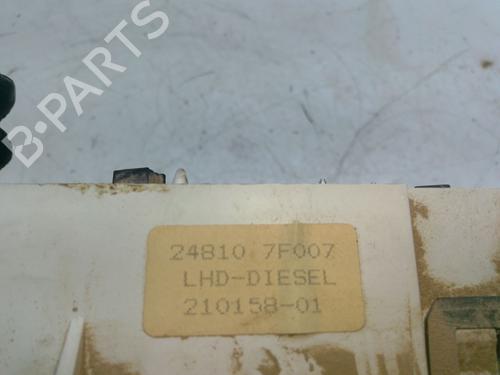 B-PARTS
24810 7F007
LHD-DIESEL
210158-01